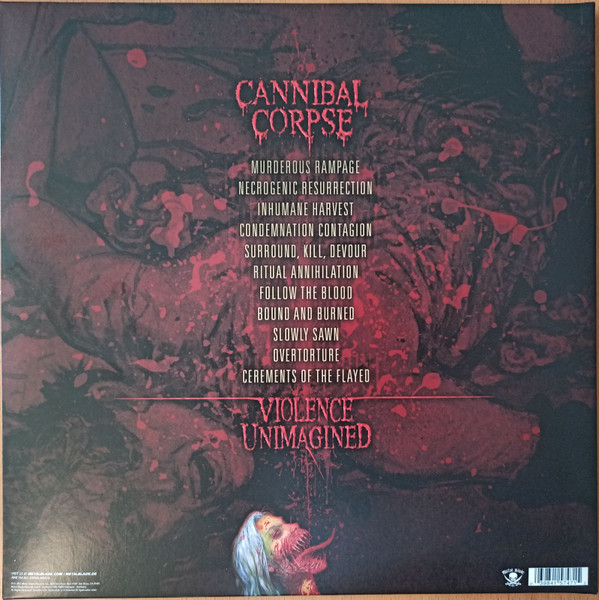 CANNIBAL
CORPSE
MURDEROUS RAMPAGE
NECROGENIC RESURRECTION
INHUMANE HARVEST
CONDEMNATION CONTAGION
SURROUND, KILL, DEVOUR
RITUAL ANNIHILATION
FOLLOW THE BLOOD
BOUND AND BURNED
SLOWLY SAWN
OVERTORTURE
CEREMENTS OF THE FLAYED
VIOLENCE
UNIMAGINED